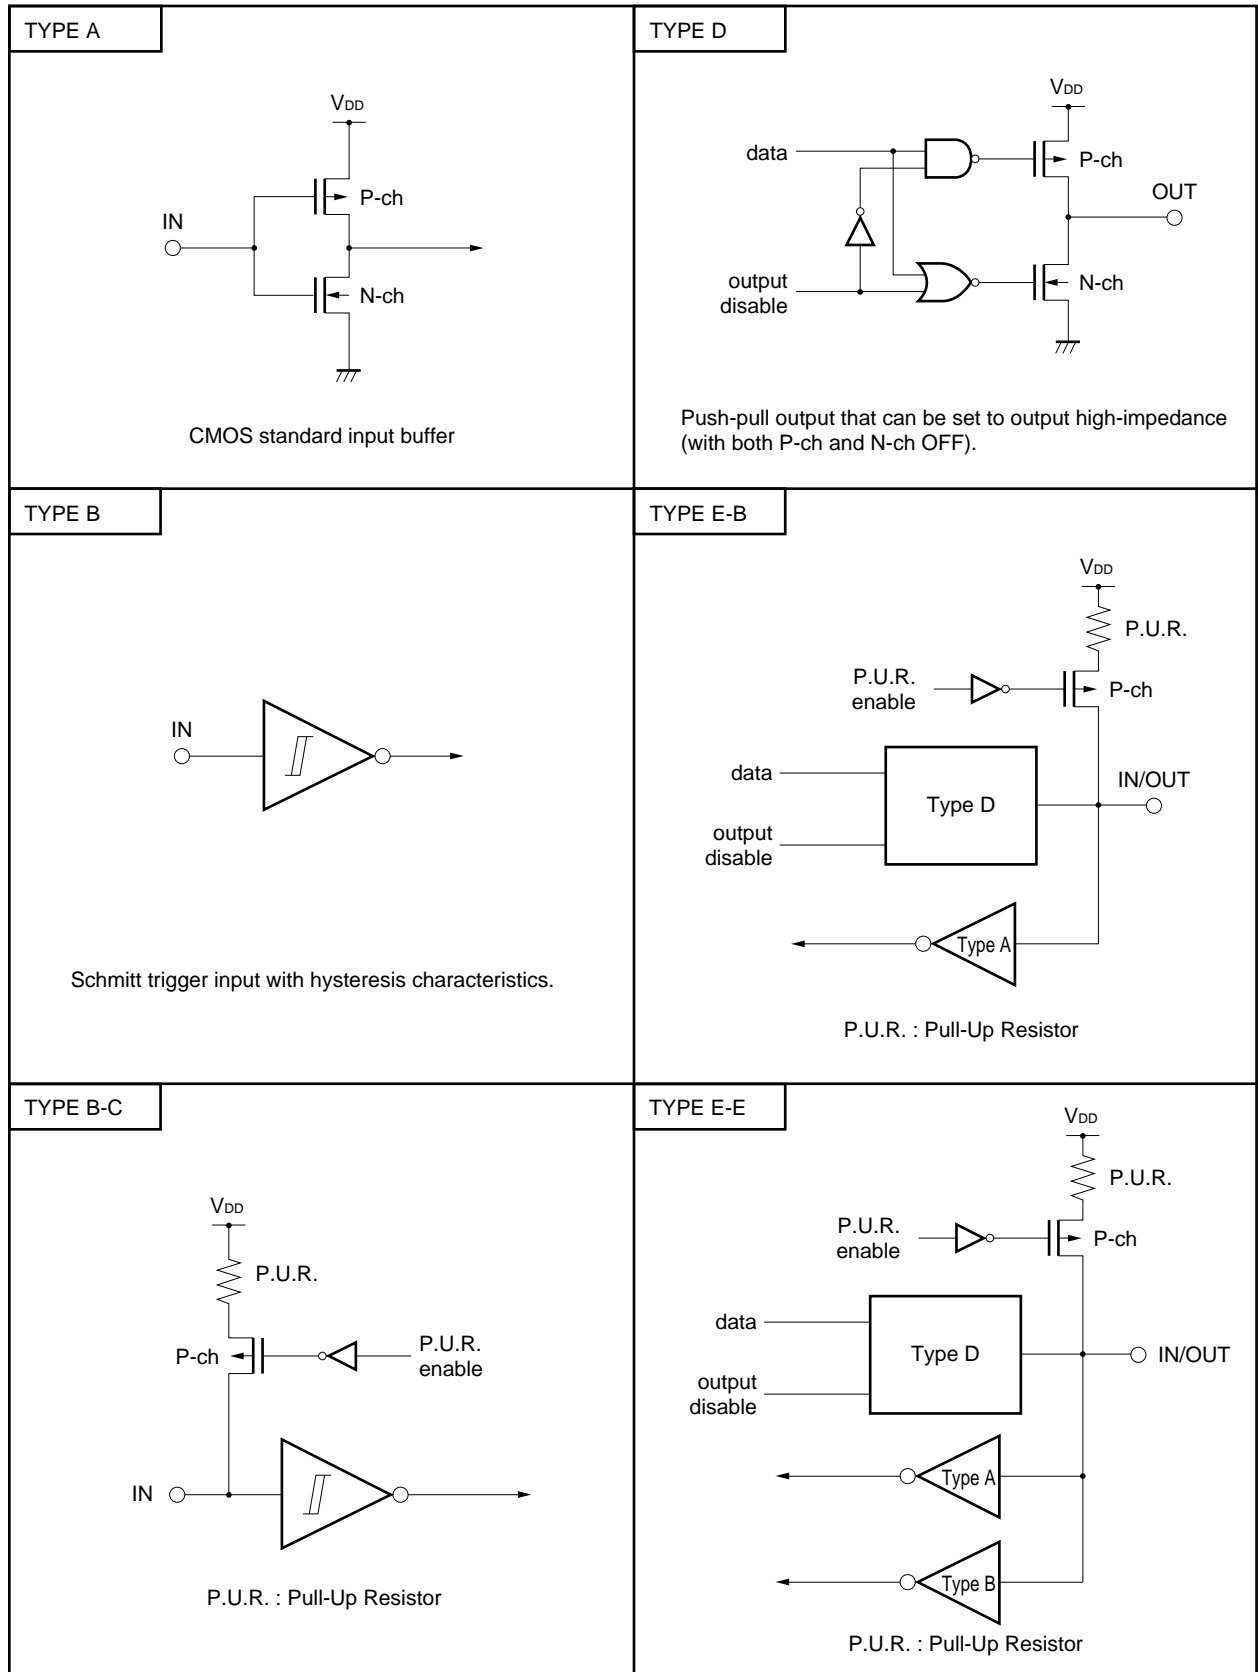 TYPE A
VDD
P-ch
IN
N-ch
CMOS standard input buffer
TYPE D
VDD
data
P-ch
OUT
output
disable
N-ch
Push-pull output that can be set to output high-impedance
(with both P-ch and N-ch OFF).
TYPE B
IN
Schmitt trigger input with hysteresis characteristics.
TYPE E-B
VDD
P.U.R.
P.U.R.
enable
P-ch
data
Type D
IN/OUT
output
disable
Type A
P.U.R. : Pull-Up Resistor
TYPE B-C
VDD
P.U.R.
P-ch
P.U.R.
enable
IN
P.U.R. : Pull-Up Resistor
TYPE E-E
VDD
P.U.R.
P.U.R.
enable
P-ch
data
Type D
IN/OUT
output
disable
Type A
Type B
P.U.R. : Pull-Up Resistor